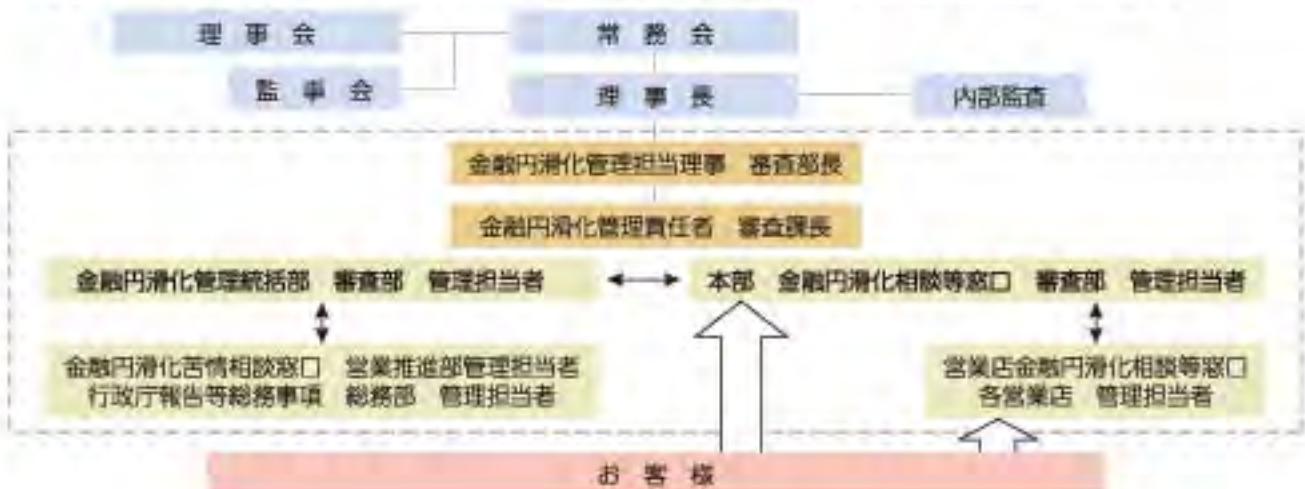 理事会
常務会
監事会
理事長
内部監査
金融円滑化管理担当理事 審査部長
金融円滑化管理責任者 審査課長
金融円滑化管理統括部 審査部 管理担当者
本部 金融円滑化相談等窓口 審査部 管理担当者
金融円滑化苦情相談窓口 営業推進部管理担当者
行政庁報告等総務事項 総務部 管理担当者
営業店金融円滑化相談等窓口
各営業店 管理担当者
お客様